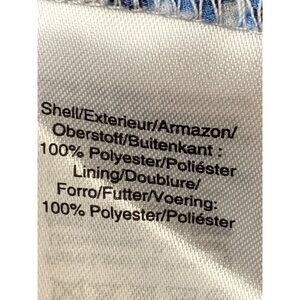 Shell/Exterieur/Armazon/
Oberstoff/Buitenkant :
100% Polyester/Poliéster
Lining/Doublure/
Forro/Futter/Voering:
100% Polyester/Poliéster